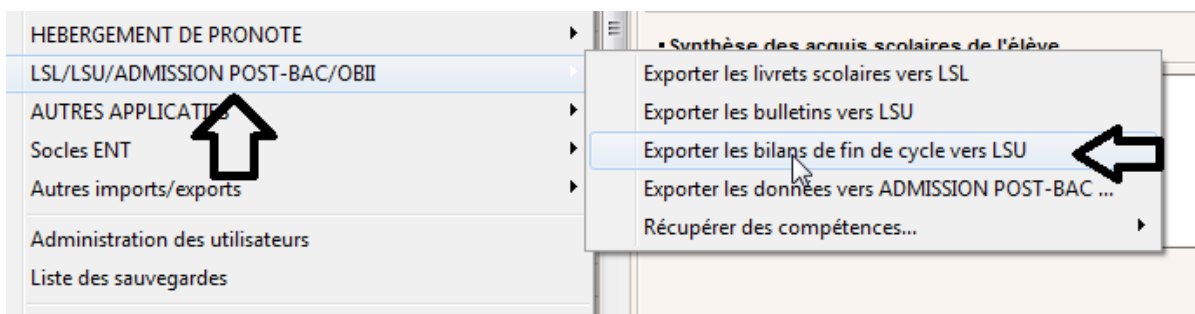 HEBERGEMENT DE PRONOTE
LSL/LSU/ADMISSION POST-BAC/OBII
AUTRES APPLICATIFS
Socles ENT
Autres imports/exports
Administration des utilisateurs
Liste des sauvegardes
Synthèse des acquis scolaires de l'élève
Exporter les livrets scolaires vers LSL
Exporter les bulletins vers LSU
Exporter les bilans de fin de cycle vers LSU
Exporter les données vers ADMISSION POST-BAC ...
Récupérer des compétences...